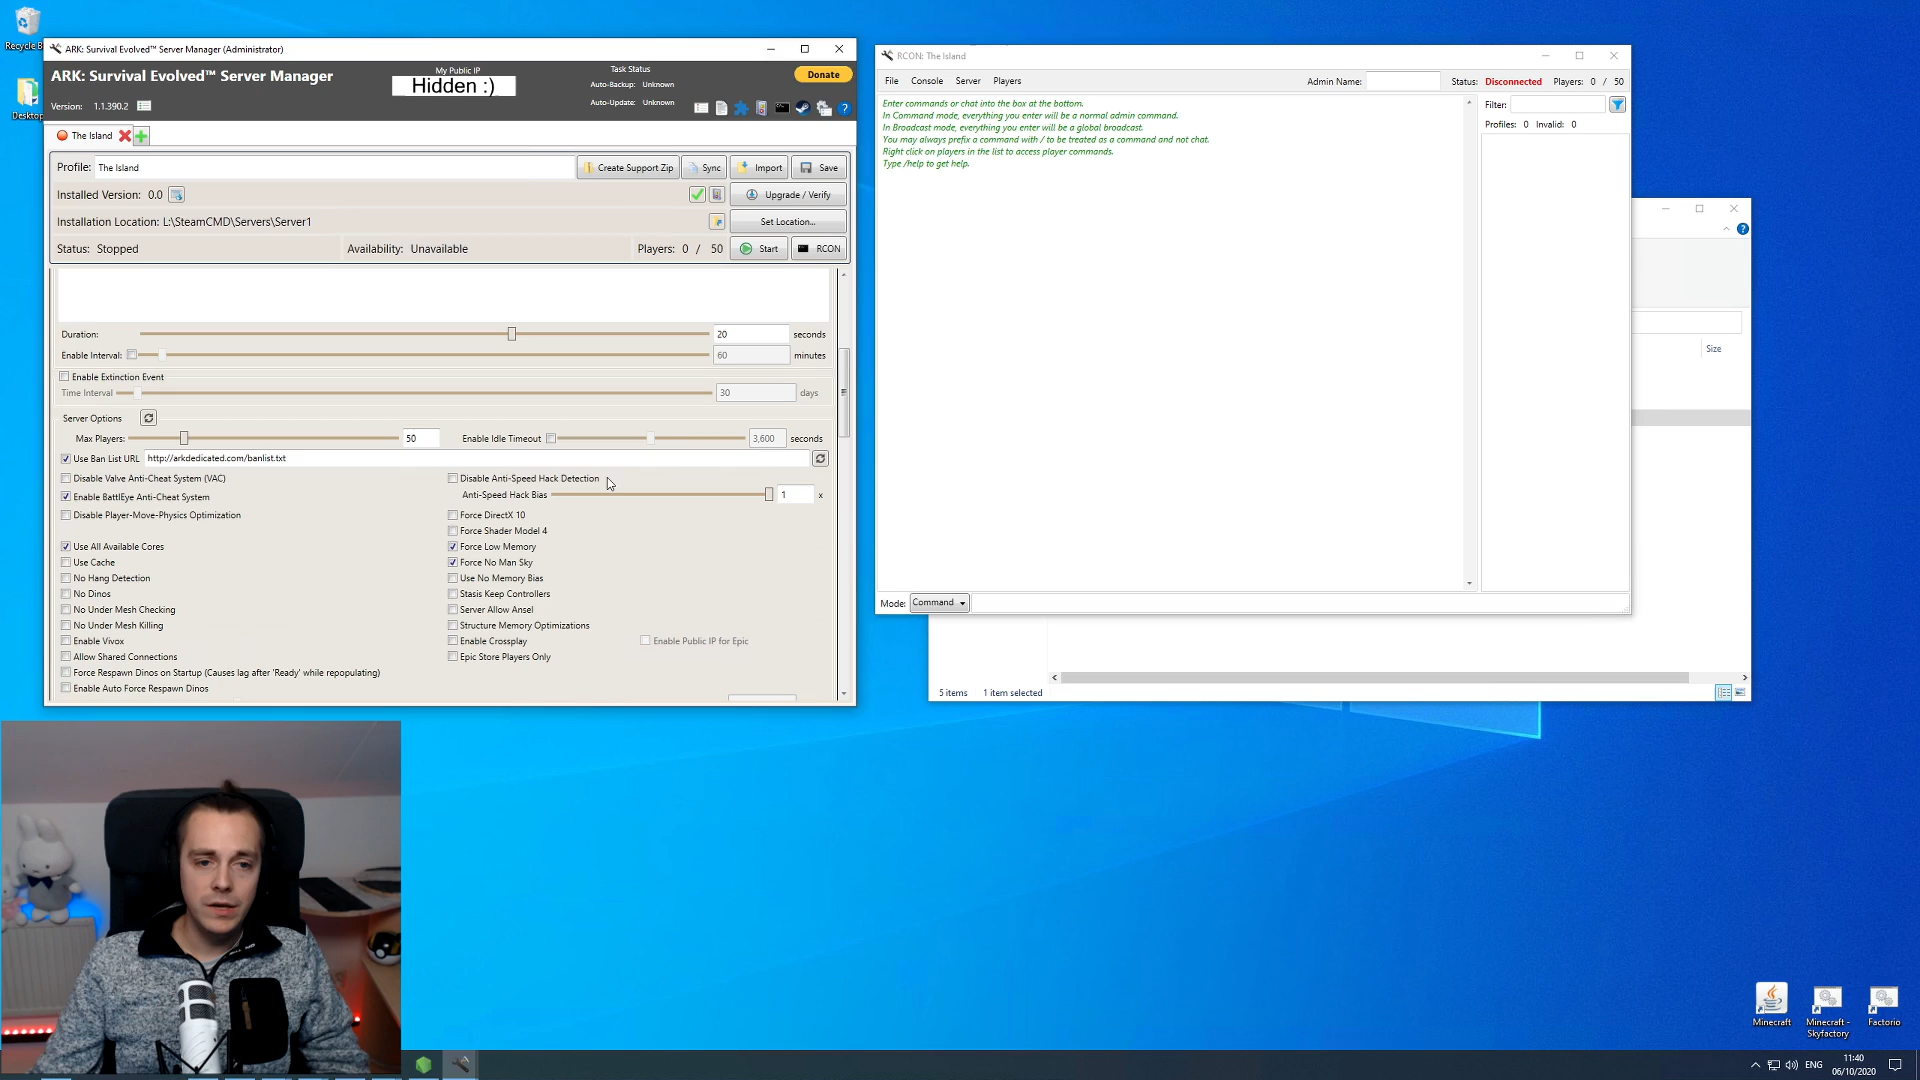 Recycle B
Desktop
ARK: Survival Evolved™ Server Manager (Administrator)
ARK: Survival Evolved™ Server Manager
My Public IP
Hidden :)
Task Status
Auto-Backup: Unknown
Auto-Update: Unknown
Donate
Version: 1.1.390.2
The Island
Profile: The Island
Create Support Zip
Sync
Import
Save
Installed Version: 0.0
Upgrade / Verify
Installation Location: L:\SteamCMD\Servers\Server1
Set Location...
Status: Stopped
Availability: Unavailable
Players: 0 / 50
Start
RCON
Duration: 20 seconds
Enable Interval: 60 minutes
Enable Extinction Event
Time Interval 30 days
Server Options
Max Players: 50
Enable Idle Timeout 3,600 seconds
Use Ban List URL http://arkdedicated.com/banlist.txt
Disable Valve Anti-Cheat System (VAC)
Disable Anti-Speed Hack Detection
Enable BattlEye Anti-Cheat System
Anti-Speed Hack Bias 1 x
Disable Player-Move-Physics Optimization
Force DirectX 10
Force Shader Model 4
Use All Available Cores
Force Low Memory
Use Cache
Force No Man Sky
No Hang Detection
Use No Memory Bias
No Dinos
Stasis Keep Controllers
No Under Mesh Checking
Server Allow Ansel
No Under Mesh Killing
Structure Memory Optimizations
Enable Vivox
Enable Crossplay
Enable Public IP for Epic
Allow Shared Connections
Epic Store Players Only
Force Respawn Dinos on Startup (Causes lag after 'Ready' while repopulating)
Enable Auto Force Respawn Dinos
RCON: The Island
File Console Server Players
Admin Name:
Status: Disconnected
Players: 0 / 50
Enter commands or chat into the box at the bottom.
In Command mode, everything you enter will be a normal admin command.
In Broadcast mode, everything you enter will be a global broadcast.
You may always prefix a command with / to be treated as a command and not chat.
Right click on players in the list to access player commands.
Type /help to get help.
Filter:
Profiles: 0 Invalid: 0
Mode: Command
Size
5 items 1 item selected
Minecraft
Minecraft -
Skyfactory
Factorio
ENG
11:40
06/10/2020